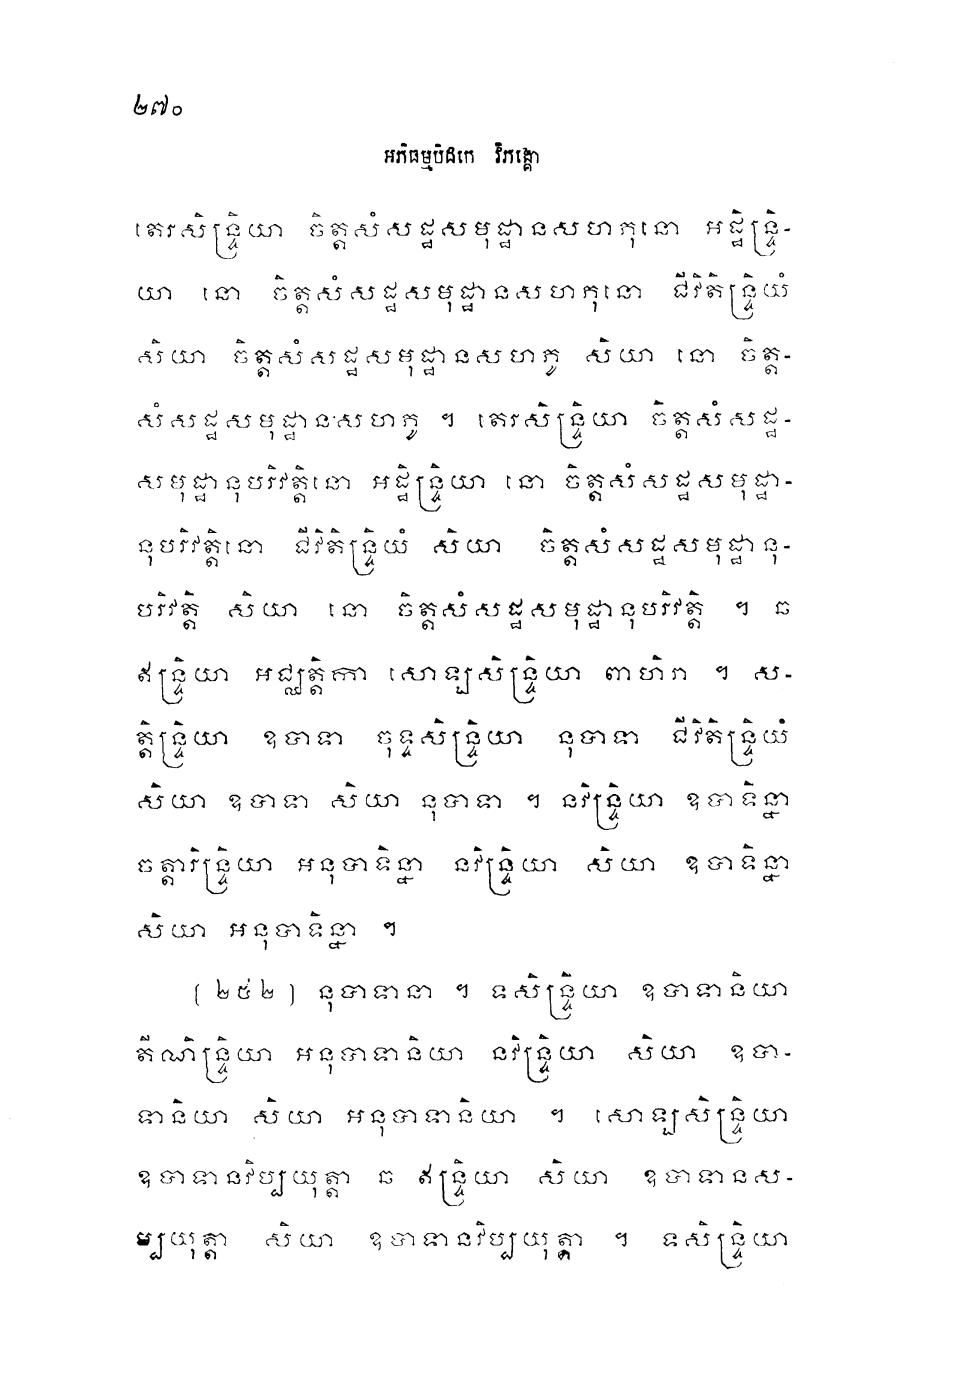 ២៧០
អភិធម្មបិដកេ វិភង្គោ
តេរសិន្ទ្រិយា ចិត្តសំសដ្ឋសមុដ្ឋានសហភុនោ អដ្ឋិន្ទ្រិ-
យា នោ ចិត្តសំសដ្ឋសមុដ្ឋានសហភុនោ ជីវិតិន្ទ្រិយំ
សិយា ចិត្តសំសដ្ឋសមុដ្ឋានសហភូ សិយា នោ ចិត្ត-
សំសដ្ឋសមុដ្ឋានសហភូ ។ តេរសិន្ទ្រិយា ចិត្តសំសដ្ឋ-
សមុដ្ឋានុបរិវត្តិនោ អដ្ឋិន្ទ្រិយា នោ ចិត្តសំសដ្ឋសមុដ្ឋា-
នុបរិវត្តិនោ ជីវិតិន្ទ្រិយំ សិយា ចិត្តសំសដ្ឋសមុដ្ឋានុ-
បរិវត្តិ សិយា នោ ចិត្តសំសដ្ឋសមុដ្ឋានុបរិវត្តិ ។ ឆ
ឥន្ទ្រិយា អជ្ឈត្តិកា សោឡសិន្ទ្រិយា ពាហិរា ។ ស-
ត្តិន្ទ្រិយា ឧបាទា ចុទ្ទសិន្ទ្រិយា នុបាទា ជីវិតិន្ទ្រិយំ
សិយា ឧបាទា សិយា នុបាទា ។ នវិន្ទ្រិយា ឧបាទិន្នា
ចត្តារិន្ទ្រិយា អនុបាទិន្នា នវិន្ទ្រិយា សិយា ឧបាទិន្នា
សិយា អនុបាទិន្នា ។
(២៥២) នុបាទានា ។ ទសិន្ទ្រិយា ឧបាទានិយា
តីណិន្ទ្រិយា អនុបាទានិយា នវិន្ទ្រិយា សិយា ឧបា-
ទានិយា សិយា អនុបាទានិយា ។ សោឡសិន្ទ្រិយា
ឧបាទានវិប្បយុត្តា ឆ ឥន្ទ្រិយា សិយា ឧបាទានស-
ម្បយុត្តា សិយា ឧបាទានវិប្បយុត្តា ។ ទសិន្ទ្រិយា